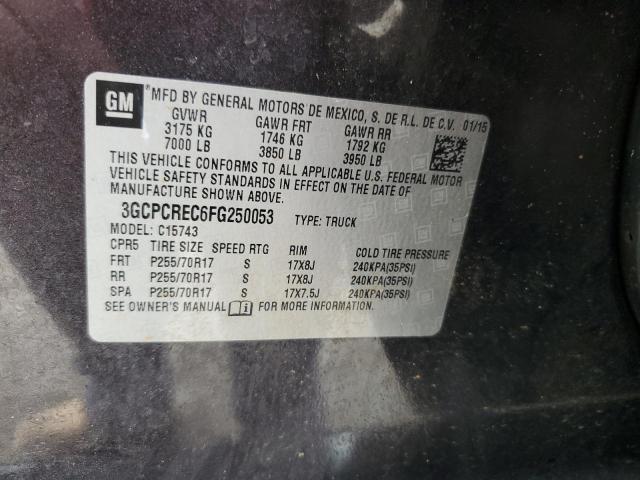 GM
MFD BY GENERAL MOTORS DE MEXICO, S. DE R.L. DE C.V. 01/15
GVWR GAWR FRT GAWR RR
3175 KG 1746 KG 1792 KG
7000 LB 3850 LB 3950 LB
THIS VEHICLE CONFORMS TO ALL APPLICABLE U.S. FEDERAL MOTOR
VEHICLE SAFETY STANDARDS IN EFFECT ON THE DATE OF
MANUFACTURE SHOWN ABOVE.
3GCPCREC6FG250053 TYPE: TRUCK
MODEL: C15743
CPR5 TIRE SIZE SPEED RTG RIM COLD TIRE PRESSURE
FRT P255/70R17 S 17X8J 240KPA(35PSI)
RR P255/70R17 S 17X8J 240KPA(35PSI)
SPA P255/70R17 S 17X7.5J 240KPA(35PSI)
SEE OWNER'S MANUAL FOR MORE INFORMATION.